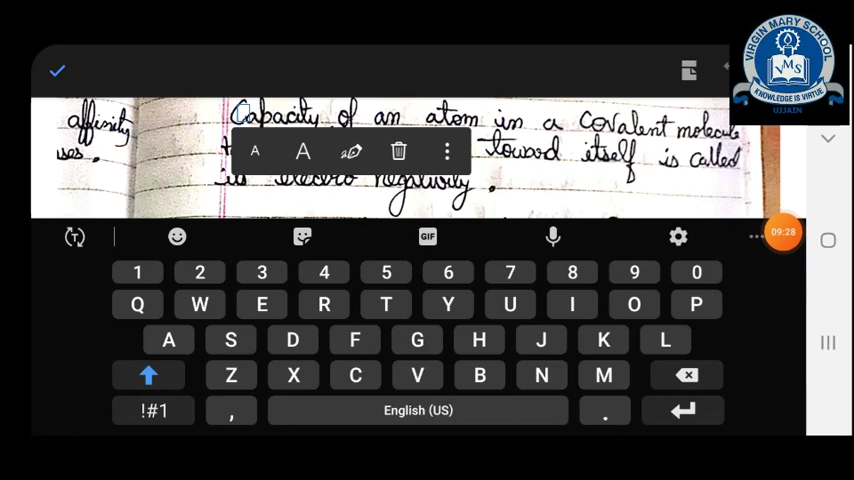 VIRGIN MARY SCHOOL
VMS
KNOWLEDGE IS VIRTUE
UJJAIN
affinity
Capacity of an atom in a covalent molecule
toward itself is called
its electro negativity.
A A
GIF
09:28
1 2 3 4 5 6 7 8 9 0
Q W E R T Y U I O P
A S D F G H J K L
Z X C V B N M
!#1 , English (US) .